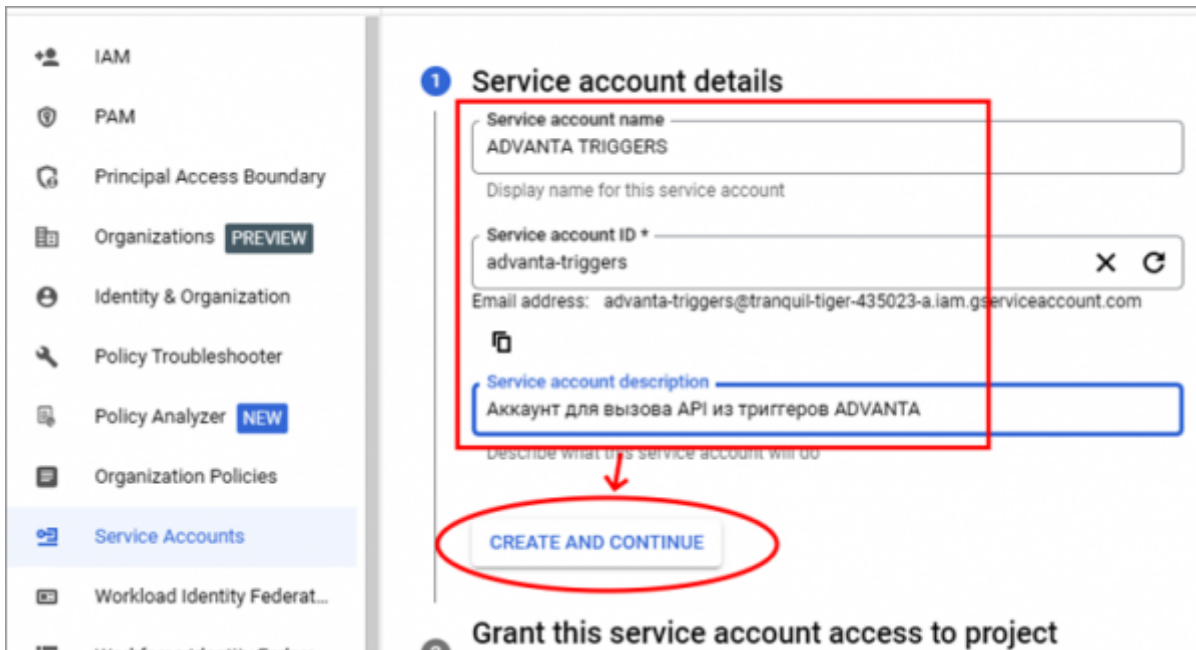 IAM
PAM
Principal Access Boundary
Organizations PREVIEW
Identity & Organization
Policy Troubleshooter
Policy Analyzer NEW
Organization Policies
Service Accounts
Workload Identity Federat...
1 Service account details
Service account name
ADVANTA TRIGGERS
Display name for this service account
Service account ID *
advanta-triggers
Email address: advanta-triggers@tranquil-tiger-435023-a.iam.gserviceaccount.com
Service account description
Аккаунт для вызова API из триггеров ADVANTA
Describe what this service account will do
CREATE AND CONTINUE
Grant this service account access to project